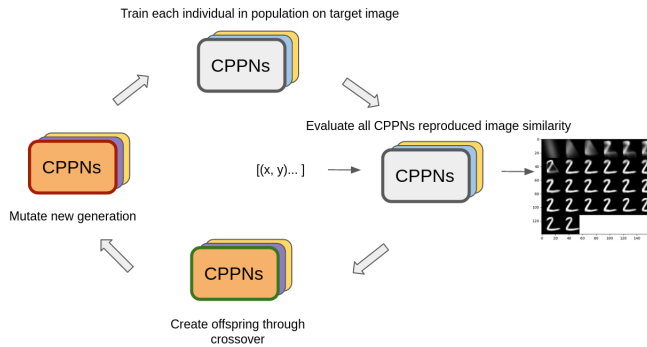 Train each individual in population on target image
CPPNs
Evaluate all CPPNs reproduced image similarity
[(x, y)... ]
CPPNs
CPPNs
Mutate new generation
CPPNs
Create offspring through
crossover